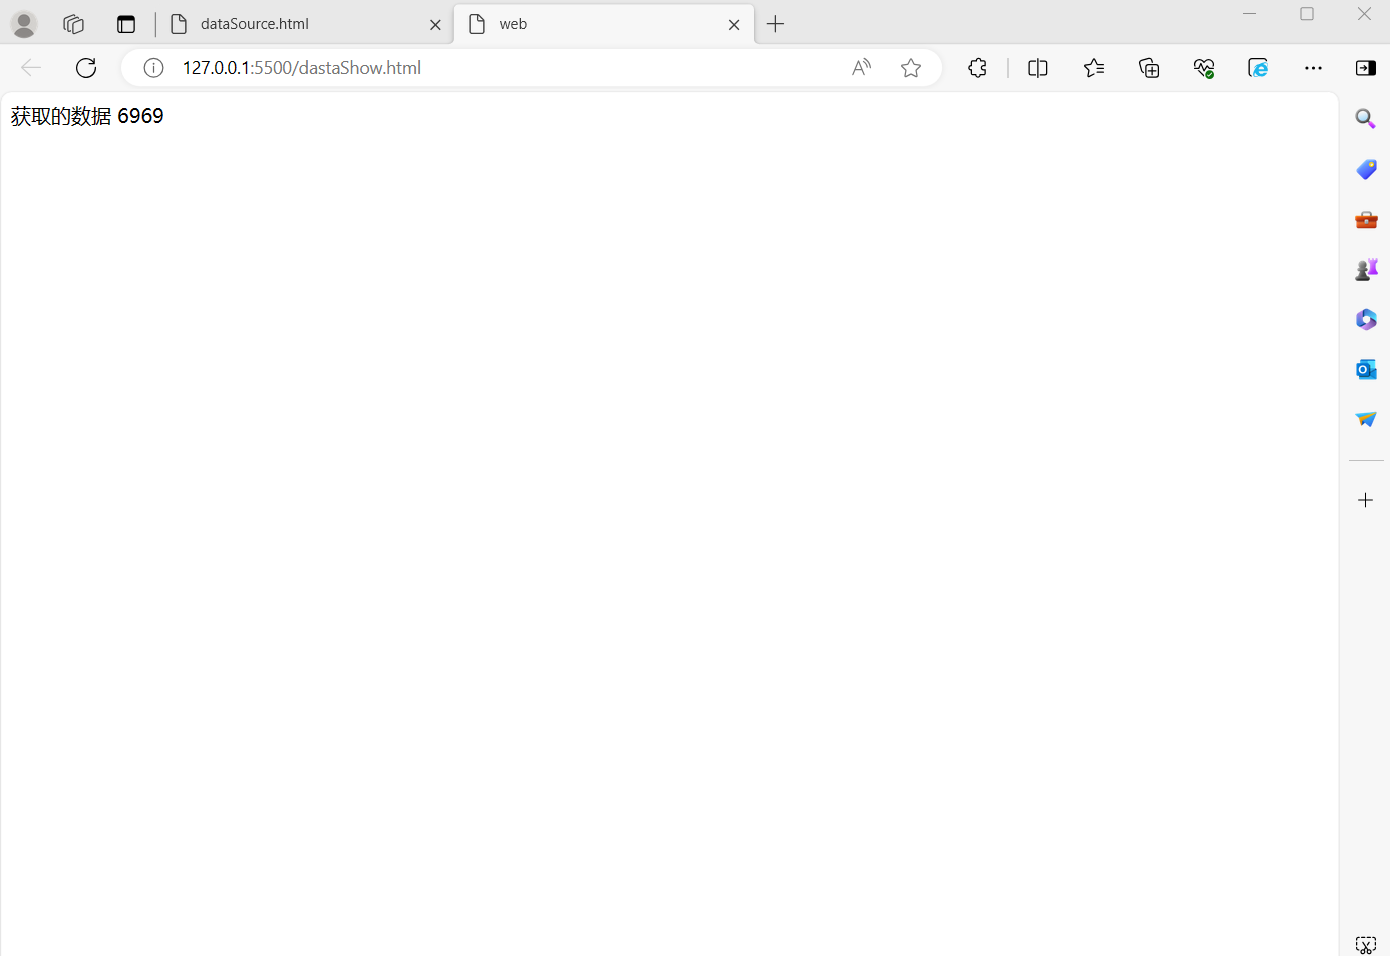 dataSource.html
web
127.0.0.1:5500/dastaShow.html
获取的数据 6969